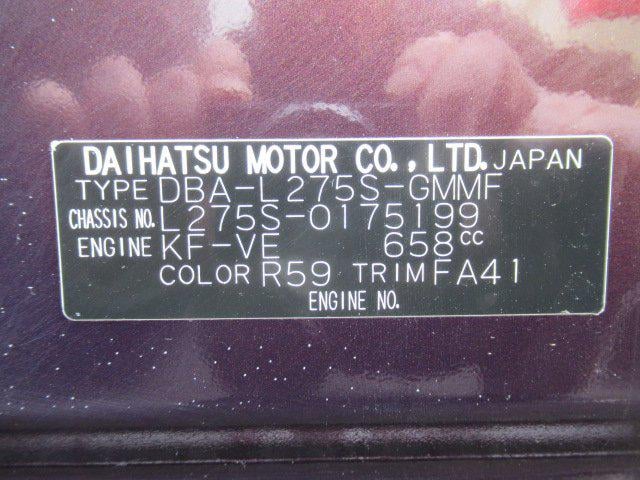 DAIHATSU MOTOR CO., LTD. JAPAN
TYPE DBA-L275S-GMMF
CHASSIS NO. L275S-0175199
ENGINE KF-VE 658cc
COLOR R59 TRIM FA41
ENGINE NO.